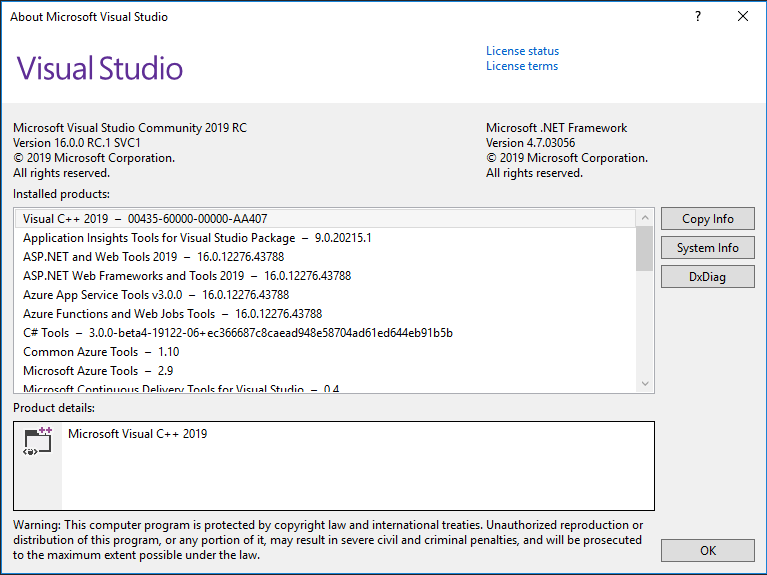 About Microsoft Visual Studio
?
Visual Studio
License status
License terms
Microsoft Visual Studio Community 2019 RC
Version 16.0.0 RC.1 SVC1
© 2019 Microsoft Corporation.
All rights reserved.
Microsoft .NET Framework
Version 4.7.03056
© 2019 Microsoft Corporation.
All rights reserved.
Installed products:
Visual C++ 2019 – 00435-60000-00000-AA407
Application Insights Tools for Visual Studio Package – 9.0.20215.1
ASP.NET and Web Tools 2019 – 16.0.12276.43788
ASP.NET Web Frameworks and Tools 2019 – 16.0.12276.43788
Azure App Service Tools v3.0.0 – 16.0.12276.43788
Azure Functions and Web Jobs Tools – 16.0.12276.43788
C# Tools – 3.0.0-beta4-19122-06+ec366687c8caead948e58704ad61ed644eb91b5b
Common Azure Tools – 1.10
Microsoft Azure Tools – 2.9
Microsoft Continuous Delivery Tools for Visual Studio – 0.4
Copy Info
System Info
DxDiag
Product details:
Microsoft Visual C++ 2019
Warning: This computer program is protected by copyright law and international treaties. Unauthorized reproduction or
distribution of this program, or any portion of it, may result in severe civil and criminal penalties, and will be prosecuted
to the maximum extent possible under the law.
OK